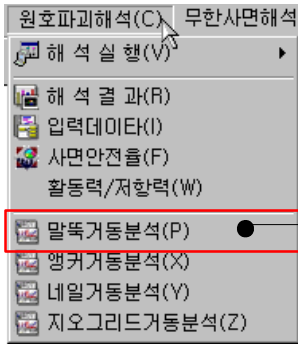 원호파괴해석(C) 무한사면해석
해 석 실 행(V)
해 석 결 과(R)
입력데이타(I)
사면안전율(F)
활동력/저항력(W)
말뚝거동분석(P)
앵커거동분석(X)
네일거동분석(Y)
지오그리드거동분석(Z)